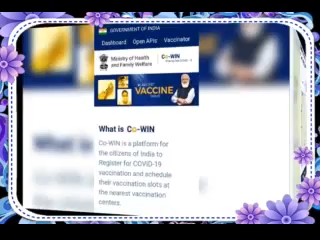 GOVERNMENT OF INDIA
Dashboard Open APIs Vaccinator
Ministry of Health
and Family Welfare
Co-WIN
VACCINE
What is Co-WIN
Co-WIN is a platform for
the citizens of India to
Register for COVID-19
vaccination and schedule
their vaccination slots at
the nearest vaccination
centers.